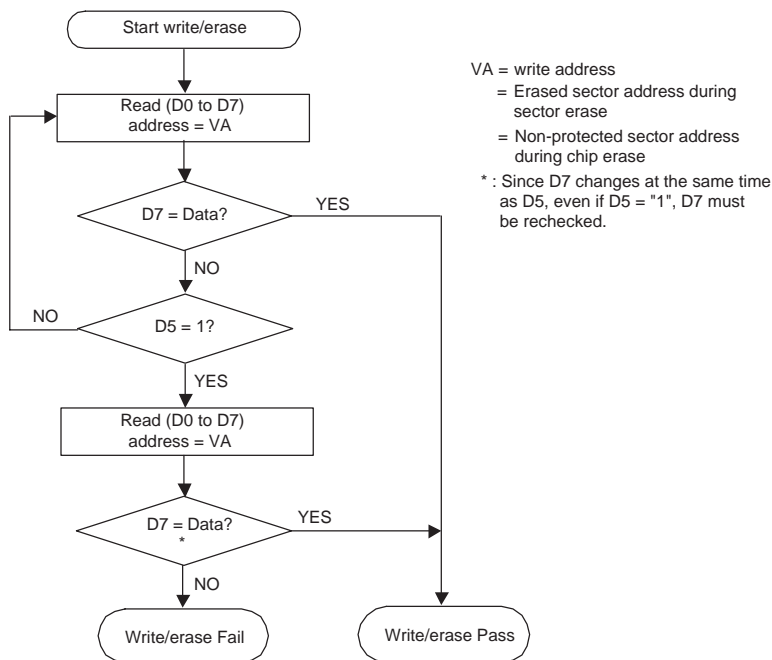 Start write/erase
Read (D0 to D7)
address = VA
D7 = Data?
YES
NO
NO
D5 = 1?
YES
Read (D0 to D7)
address = VA
D7 = Data?
*
YES
NO
Write/erase Fail
Write/erase Pass
VA = write address
= Erased sector address during
sector erase
= Non-protected sector address
during chip erase
* : Since D7 changes at the same time
as D5, even if D5 = "1", D7 must
be rechecked.